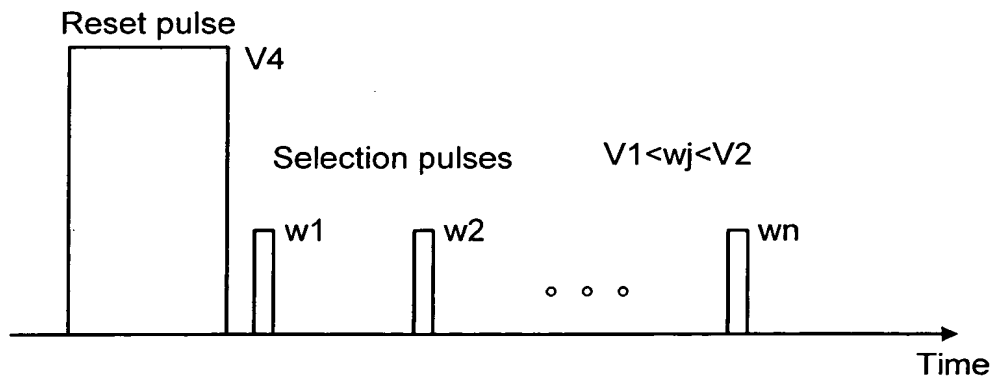 Reset pulse
V4
Selection pulses
V1<wj<V2
w1
w2
wn
Time